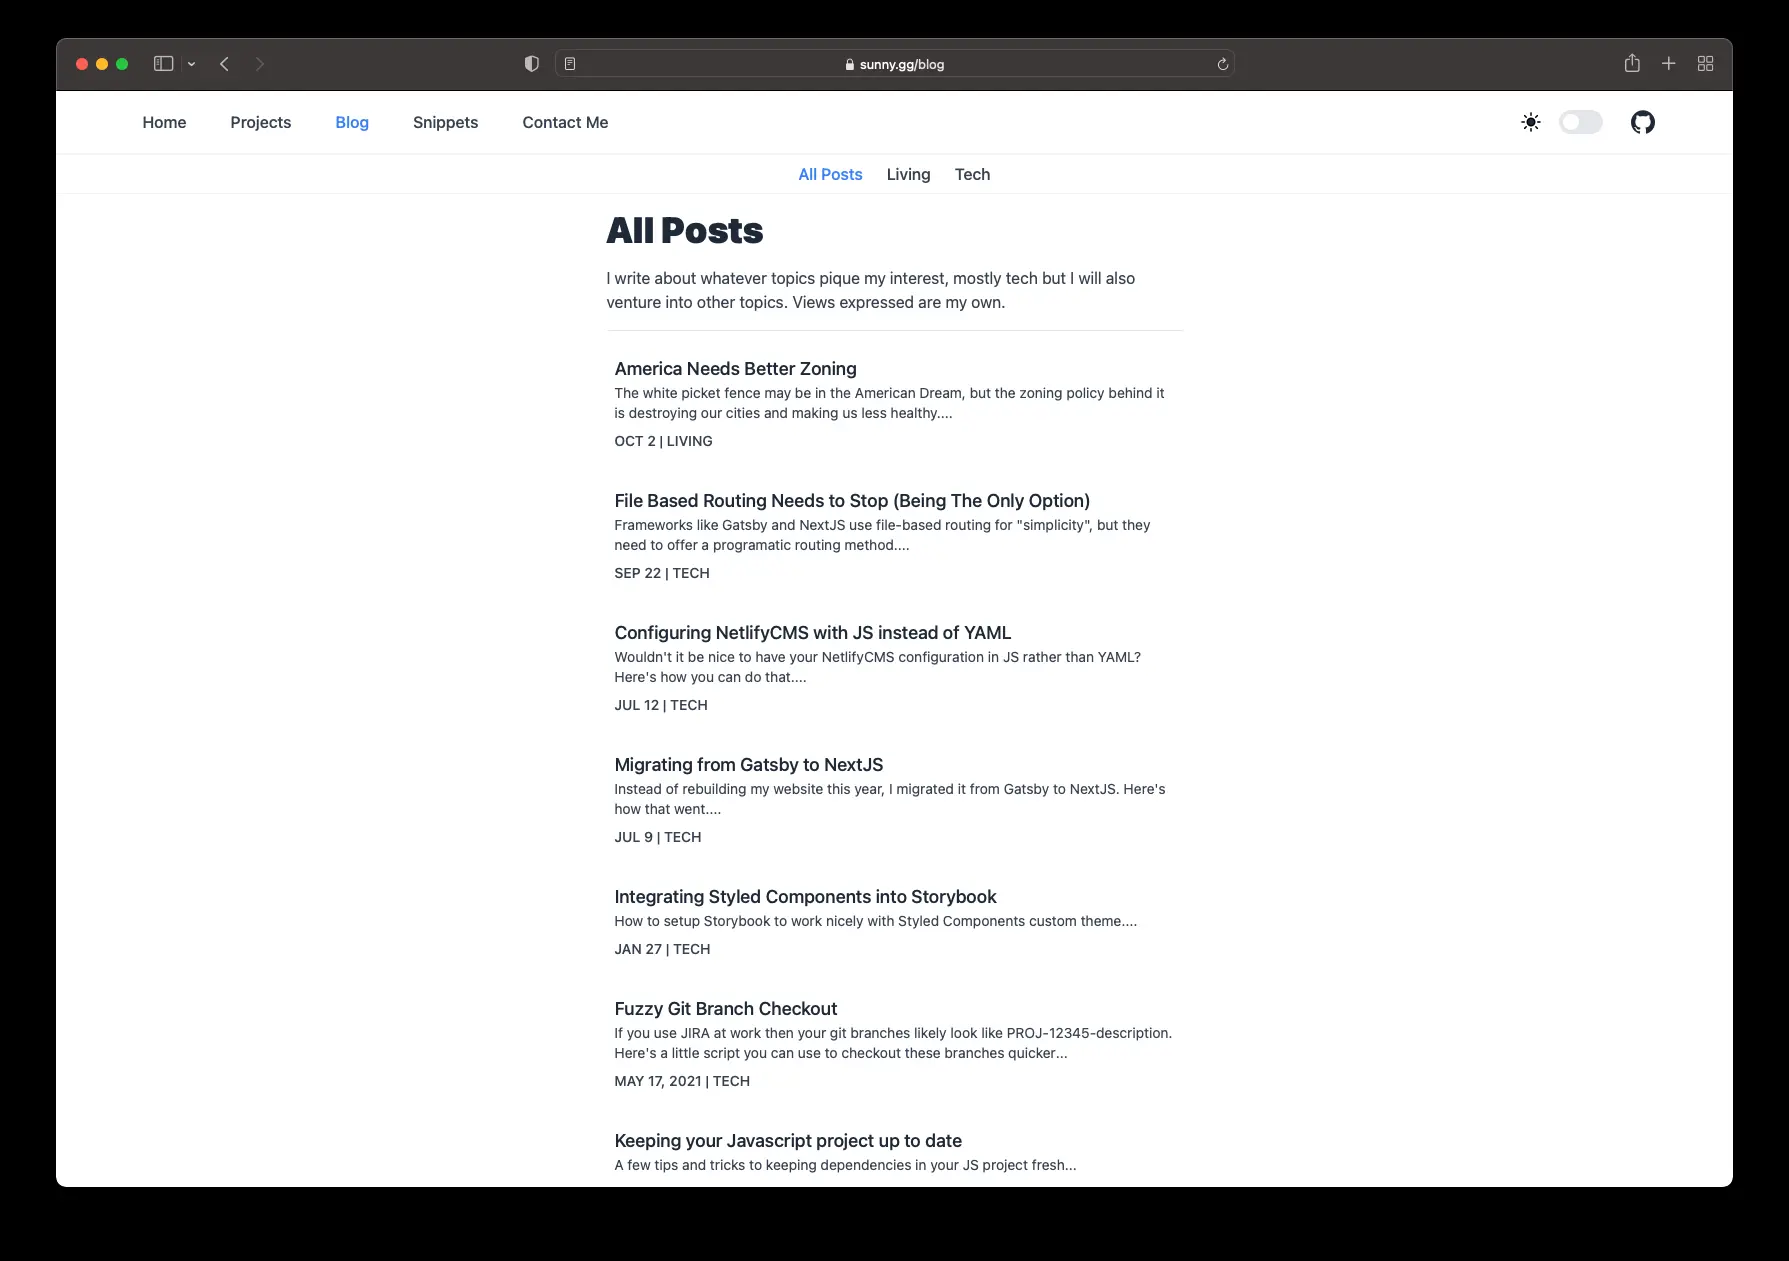 sunny.gg/blog
Home Projects Blog Snippets Contact Me
All Posts Living Tech
All Posts
I write about whatever topics pique my interest, mostly tech but I will also
venture into other topics. Views expressed are my own.
America Needs Better Zoning
The white picket fence may be in the American Dream, but the zoning policy behind it
is destroying our cities and making us less healthy....
OCT 2 | LIVING
File Based Routing Needs to Stop (Being The Only Option)
Frameworks like Gatsby and NextJS use file-based routing for "simplicity", but they
need to offer a programatic routing method....
SEP 22 | TECH
Configuring NetlifyCMS with JS instead of YAML
Wouldn't it be nice to have your NetlifyCMS configuration in JS rather than YAML?
Here's how you can do that....
JUL 12 | TECH
Migrating from Gatsby to NextJS
Instead of rebuilding my website this year, I migrated it from Gatsby to NextJS. Here's
how that went....
JUL 9 | TECH
Integrating Styled Components into Storybook
How to setup Storybook to work nicely with Styled Components custom theme....
JAN 27 | TECH
Fuzzy Git Branch Checkout
If you use JIRA at work then your git branches likely look like PROJ-12345-description.
Here's a little script you can use to checkout these branches quicker...
MAY 17, 2021 | TECH
Keeping your Javascript project up to date
A few tips and tricks to keeping dependencies in your JS project fresh...